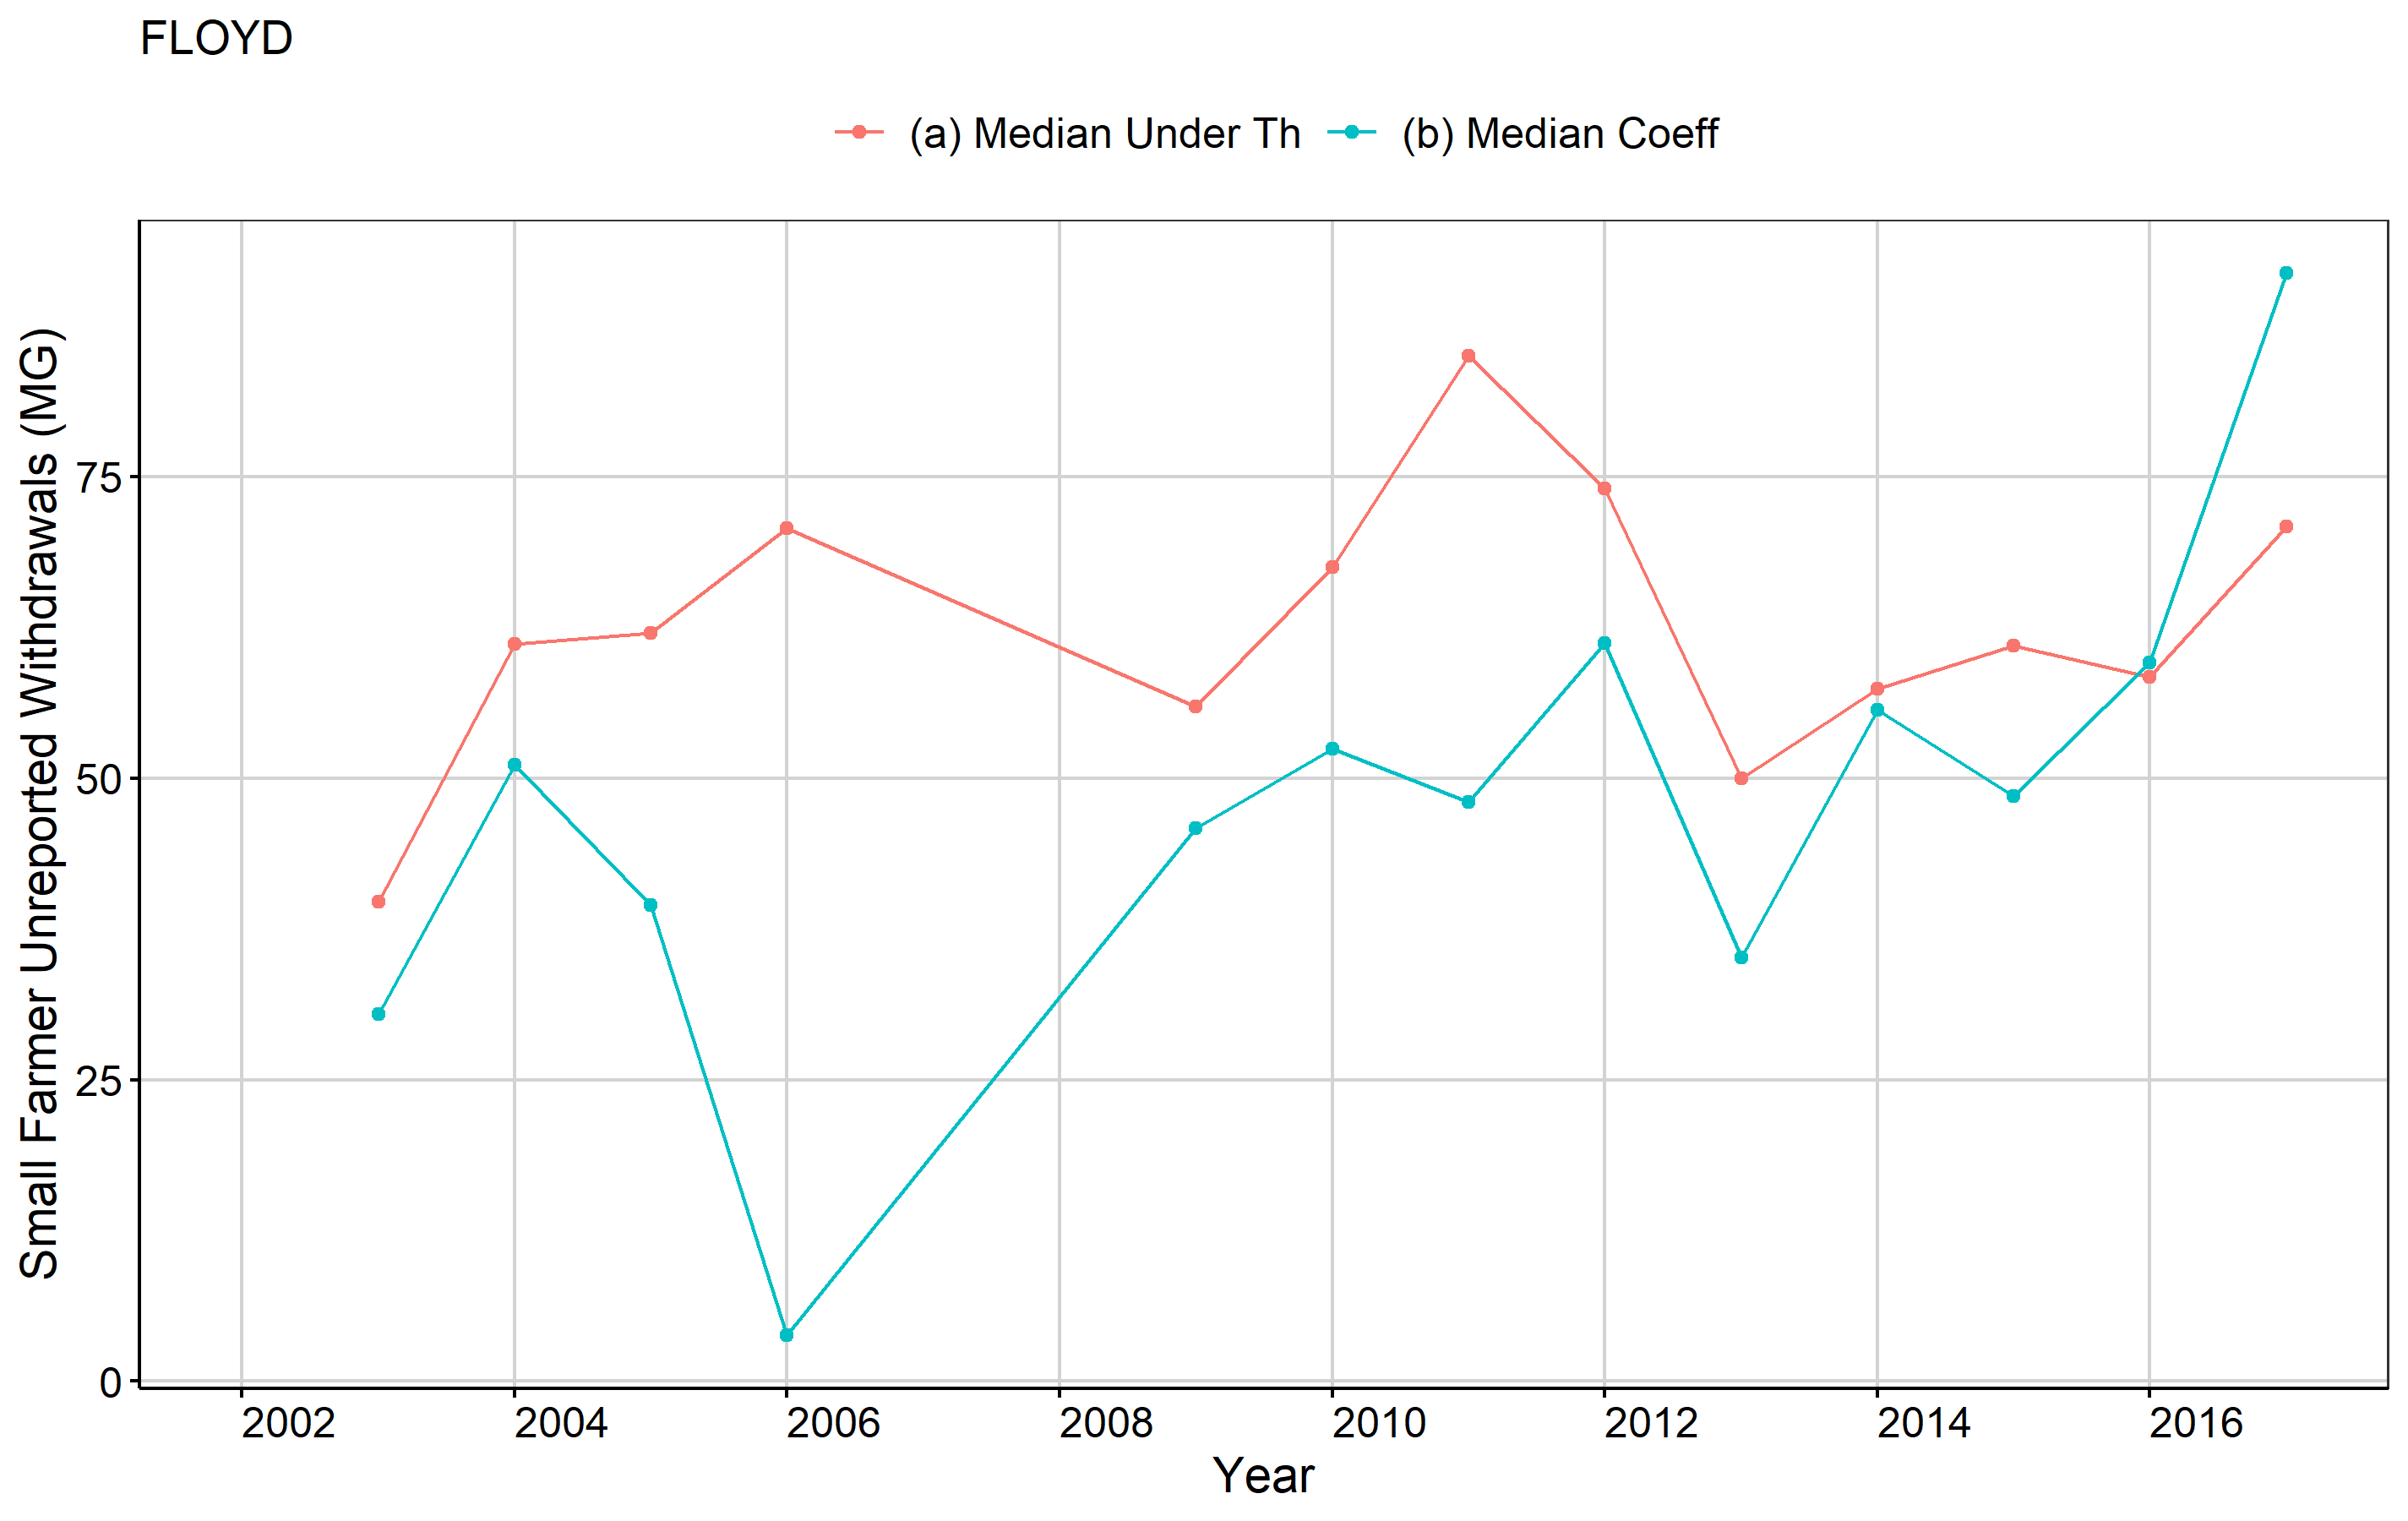 FLOYD
(a) Median Under Th (b) Median Coeff
Small Farmer Unreported Withdrawals (MG)
75
50
25
0
2002 2004 2006 2008 2010 2012 2014 2016
Year